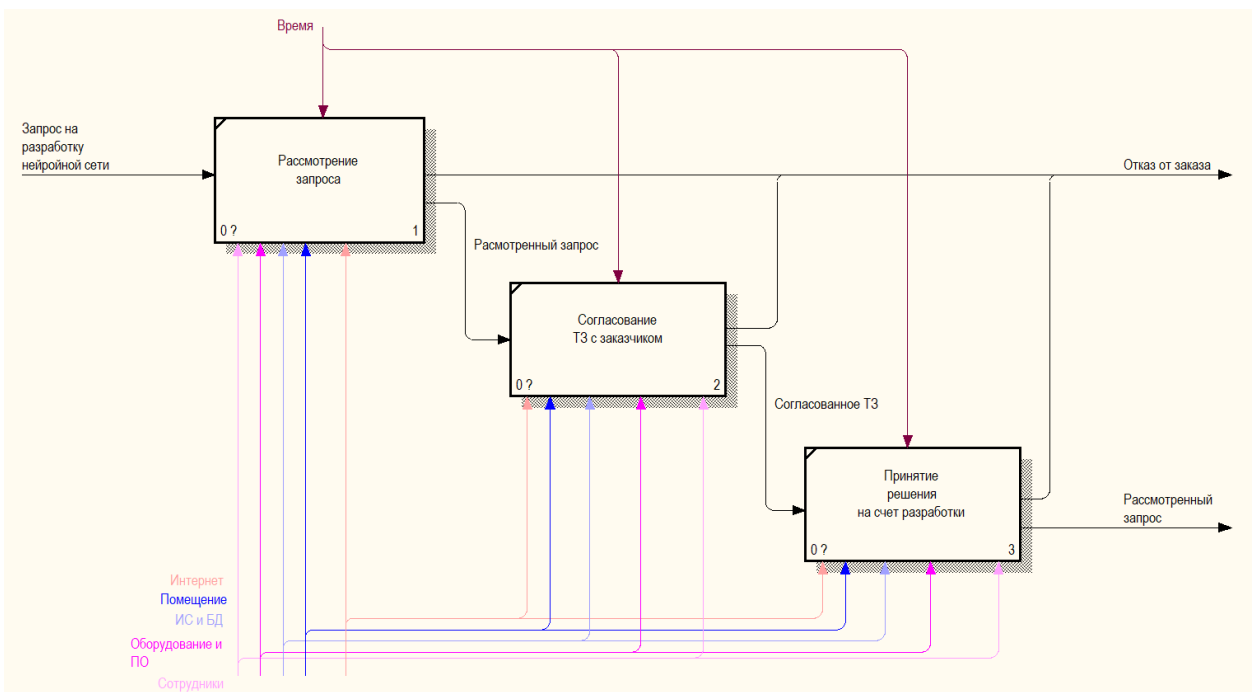 Время
Запрос на
разработку
нейройной сети
Рассмотрение
запроса
0 ?
1
Отказ от заказа
Расмотренный запрос
Согласование
ТЗ с заказчиком
0 ?
2
Согласованное ТЗ
Принятие
решения
на счет разработки
0 ?
3
Рассмотренный
запрос
Интернет
Помещение
ИС и БД
Оборудование и
ПО
Сотрудники